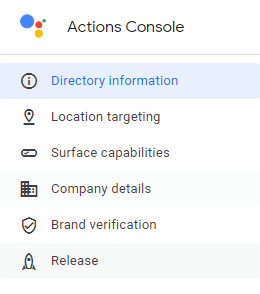 Actions Console
Directory information
Location targeting
Surface capabilities
Company details
Brand verification
Release